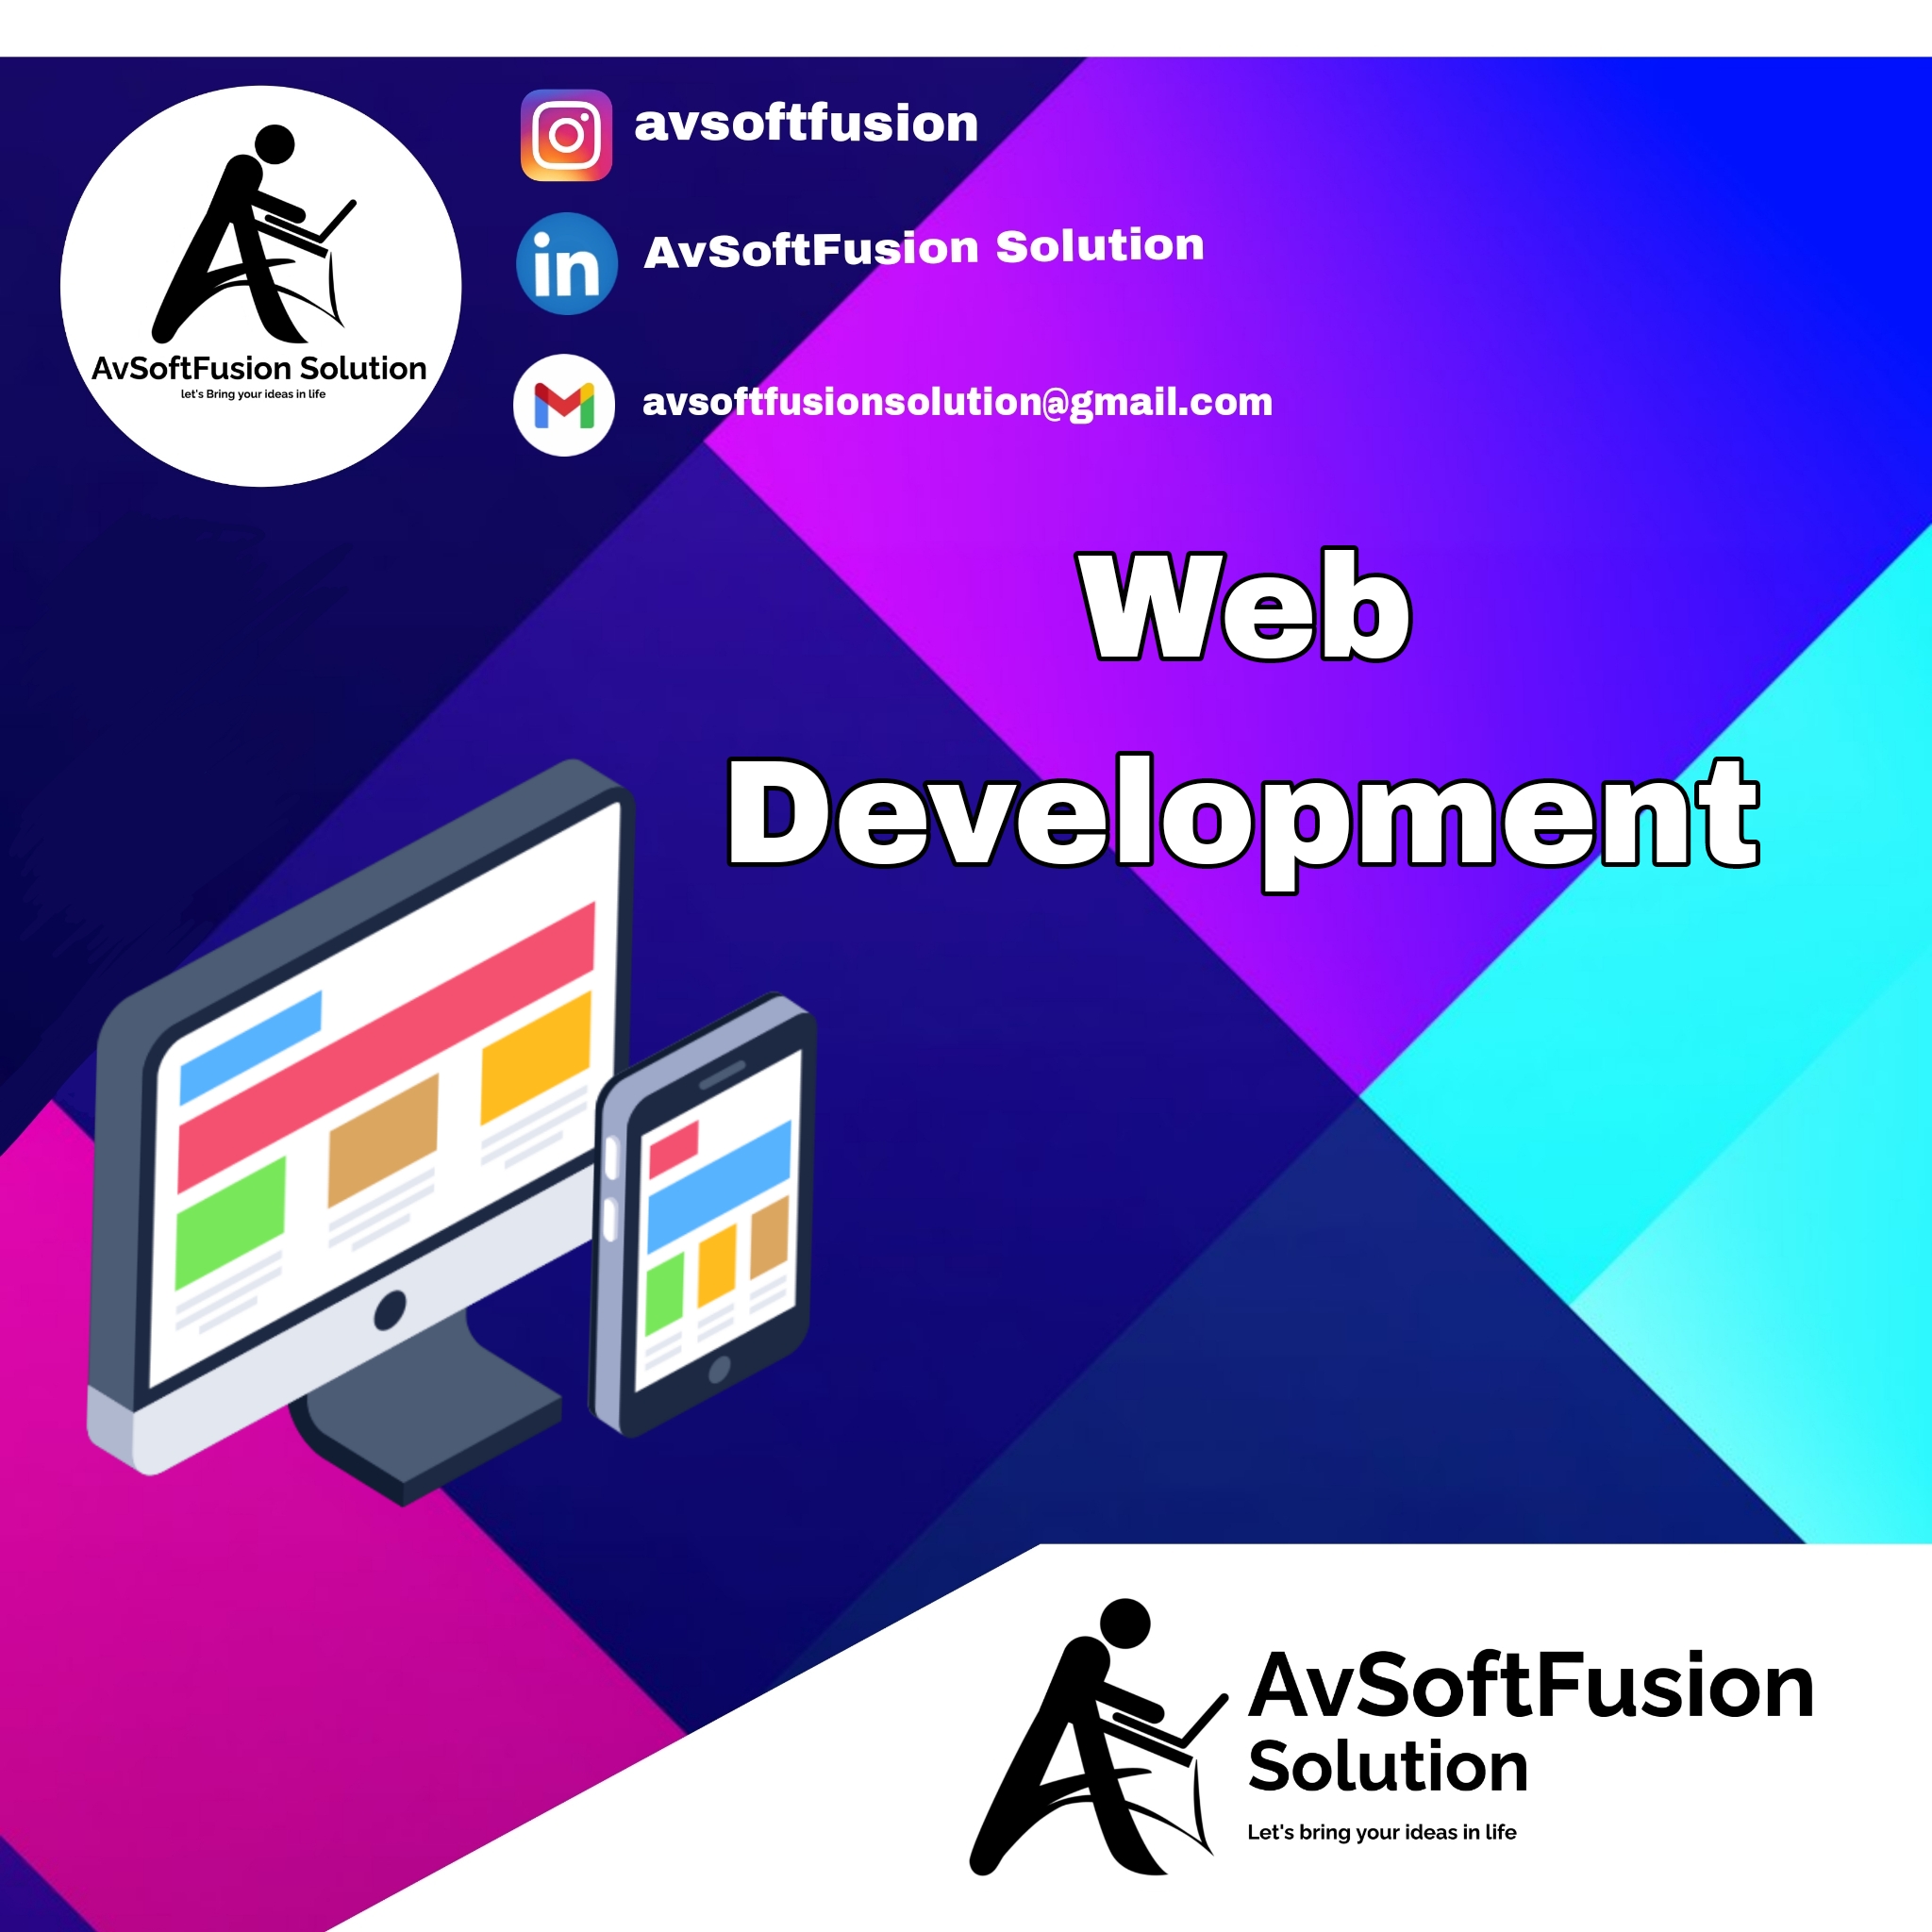 avsoftfusion
AvSoftFusion Solution
avsoftfusionsolution@gmail.com
AvSoftFusion Solution
let's Bring your ideas in life
Web
Development
AvSoftFusion
Solution
Let's bring your ideas in life